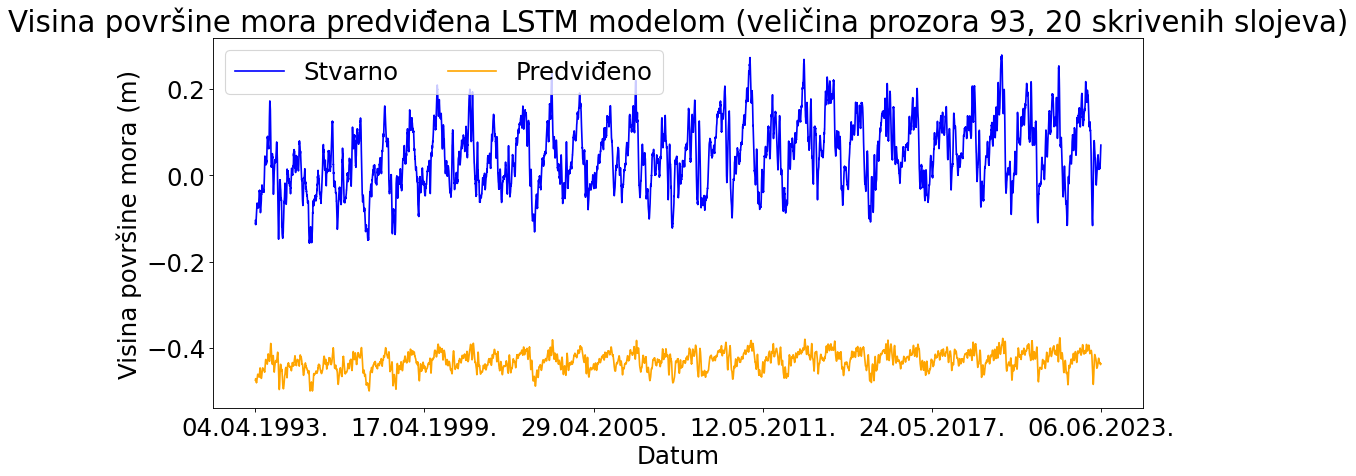 Visina površine mora predviđena LSTM modelom (veličina prozora 93, 20 skrivenih slojeva)
Stvarno Predviđeno
Visina površine mora (m)
0.2
0.0
−0.2
−0.4
04.04.1993. 17.04.1999. 29.04.2005. 12.05.2011. 24.05.2017. 06.06.2023.
Datum